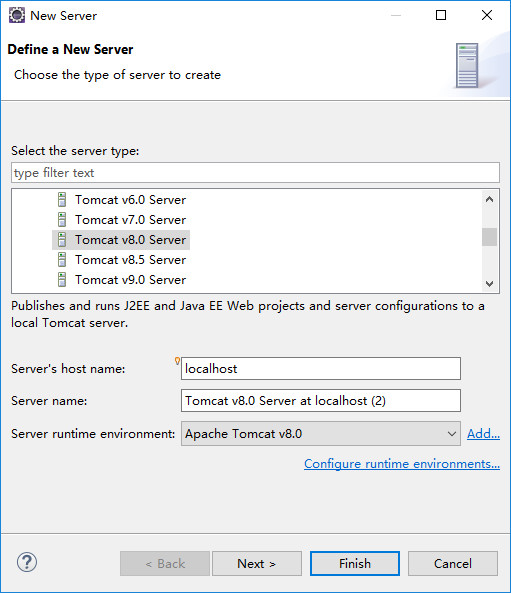 New Server
Define a New Server
Choose the type of server to create
Select the server type:
type filter text
Tomcat v6.0 Server
Tomcat v7.0 Server
Tomcat v8.0 Server
Tomcat v8.5 Server
Tomcat v9.0 Server
Publishes and runs J2EE and Java EE Web projects and server configurations to a
local Tomcat server.
Server's host name: localhost
Server name: Tomcat v8.0 Server at localhost (2)
Server runtime environment: Apache Tomcat v8.0 Add...
Configure runtime environments...
? < Back Next > Finish Cancel